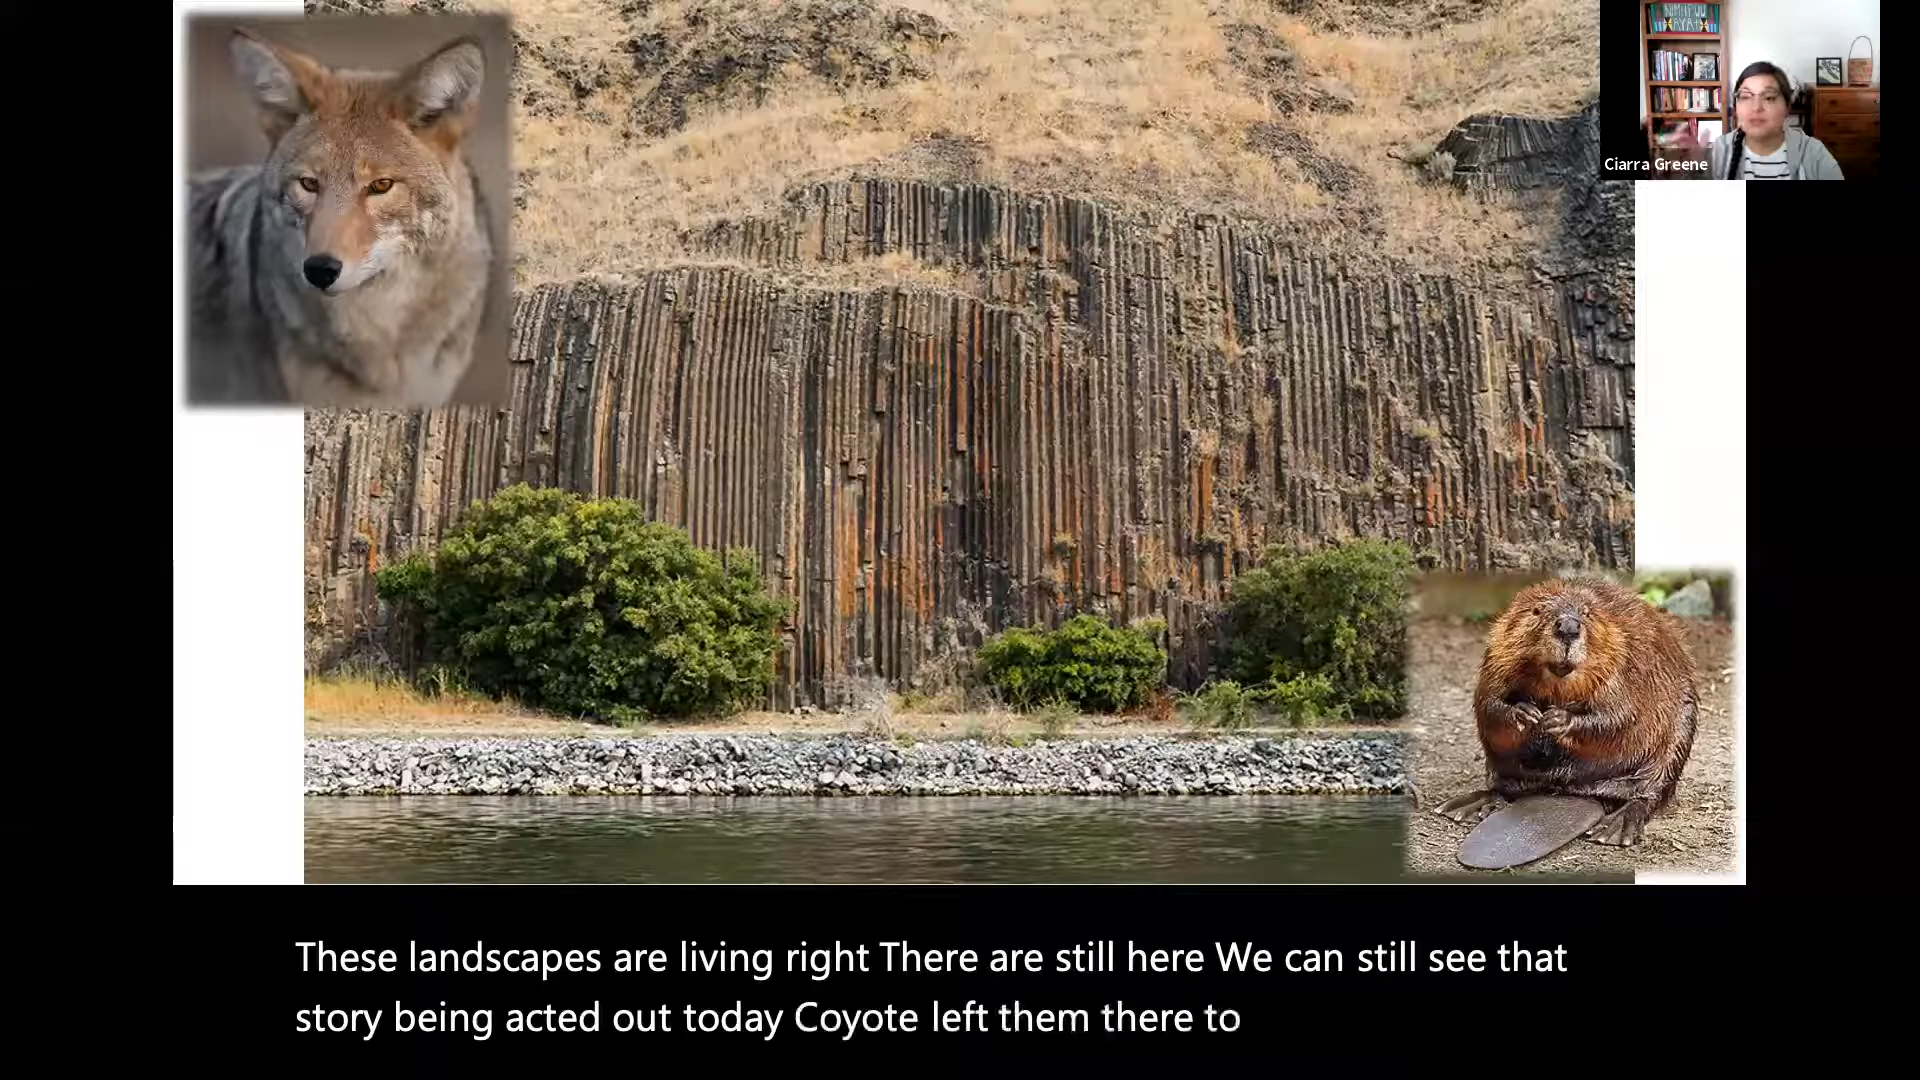 NIMIIPUU
Ciarra Greene
These landscapes are living right There are still here We can still see that
story being acted out today Coyote left them there to